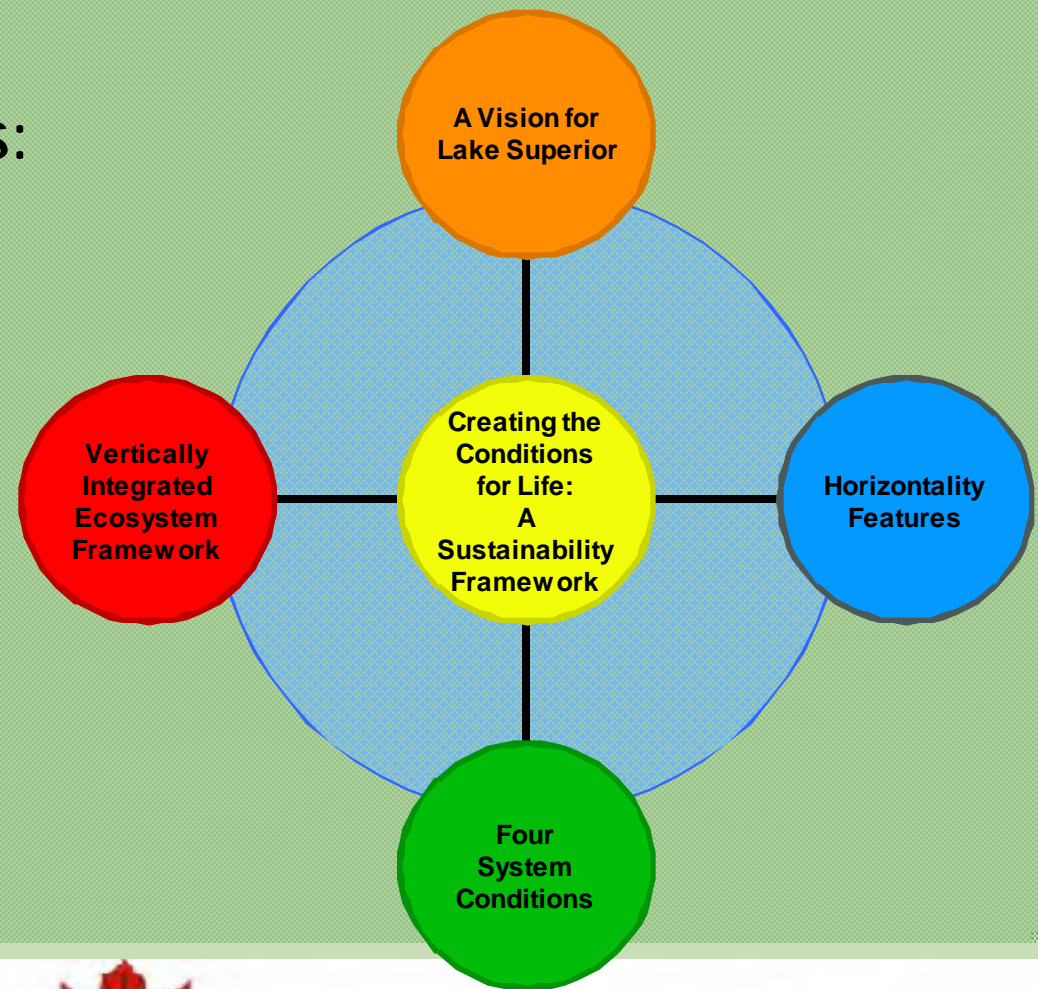 s:
A Vision for
Lake Superior
Vertically
Integrated
Ecosystem
Framework
Creating the
Conditions
for Life:
A
Sustainability
Framework
Horizontality
Features
Four
System
Conditions